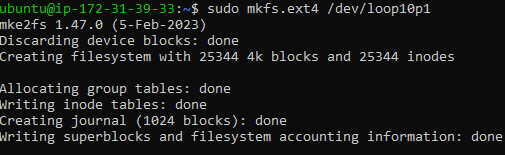 ubuntu@ip-172-31-39-33:~$ sudo mkfs.ext4 /dev/loop10p1
mke2fs 1.47.0 (5-Feb-2023)
Discarding device blocks: done
Creating filesystem with 25344 4k blocks and 25344 inodes

Allocating group tables: done
Writing inode tables: done
Creating journal (1024 blocks): done
Writing superblocks and filesystem accounting information: done